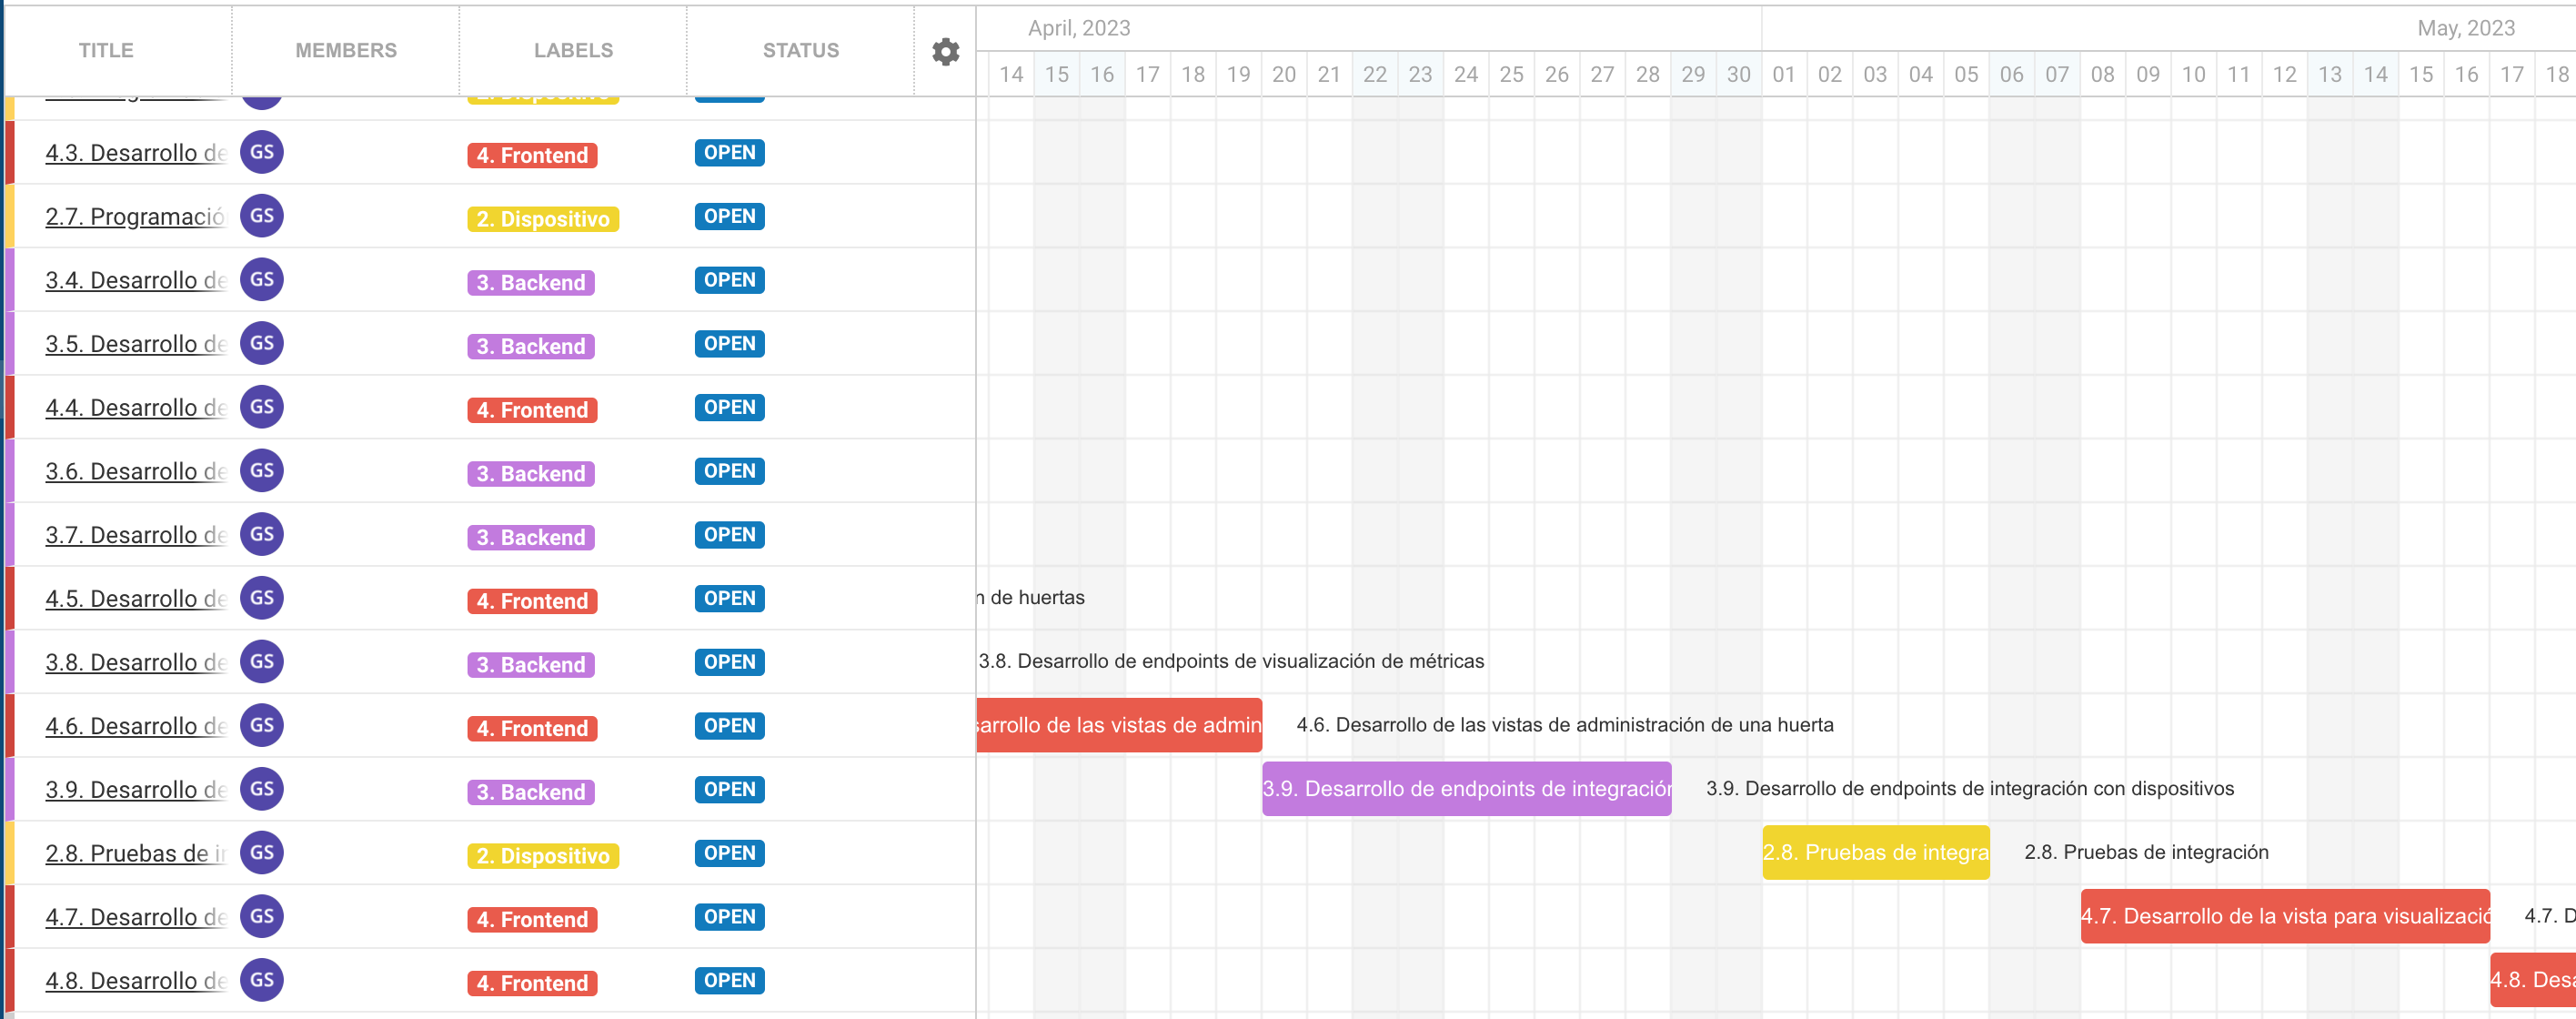 April, 2023 May, 2023
TITLE MEMBERS LABELS STATUS
14 15 16 17 18 19 20 21 22 23 24 25 26 27 28 29 30 01 02 03 04 05 06 07 08 09 10 11 12 13 14 15 16 17 18
2. Dispositivo
4.3. Desarrollo de GS 4. Frontend OPEN
2.7. Programació GS 2. Dispositivo OPEN
3.4. Desarrollo de GS 3. Backend OPEN
3.5. Desarrollo de GS 3. Backend OPEN
4.4. Desarrollo de GS 4. Frontend OPEN
3.6. Desarrollo de GS 3. Backend OPEN
3.7. Desarrollo de GS 3. Backend OPEN
4.5. Desarrollo de GS 4. Frontend OPEN n de huertas
3.8. Desarrollo de GS 3. Backend OPEN 3.8. Desarrollo de endpoints de visualización de métricas
4.6. Desarrollo de GS 4. Frontend OPEN sarrollo de las vistas de admin 4.6. Desarrollo de las vistas de administración de una huerta
3.9. Desarrollo de GS 3. Backend OPEN 3.9. Desarrollo de endpoints de integración 3.9. Desarrollo de endpoints de integración con dispositivos
2.8. Pruebas de in GS 2. Dispositivo OPEN 2.8. Pruebas de integra 2.8. Pruebas de integración
4.7. Desarrollo de GS 4. Frontend OPEN 4.7. Desarrollo de la vista para visualizació 4.7. D
4.8. Desarrollo de GS 4. Frontend OPEN 4.8. Desa